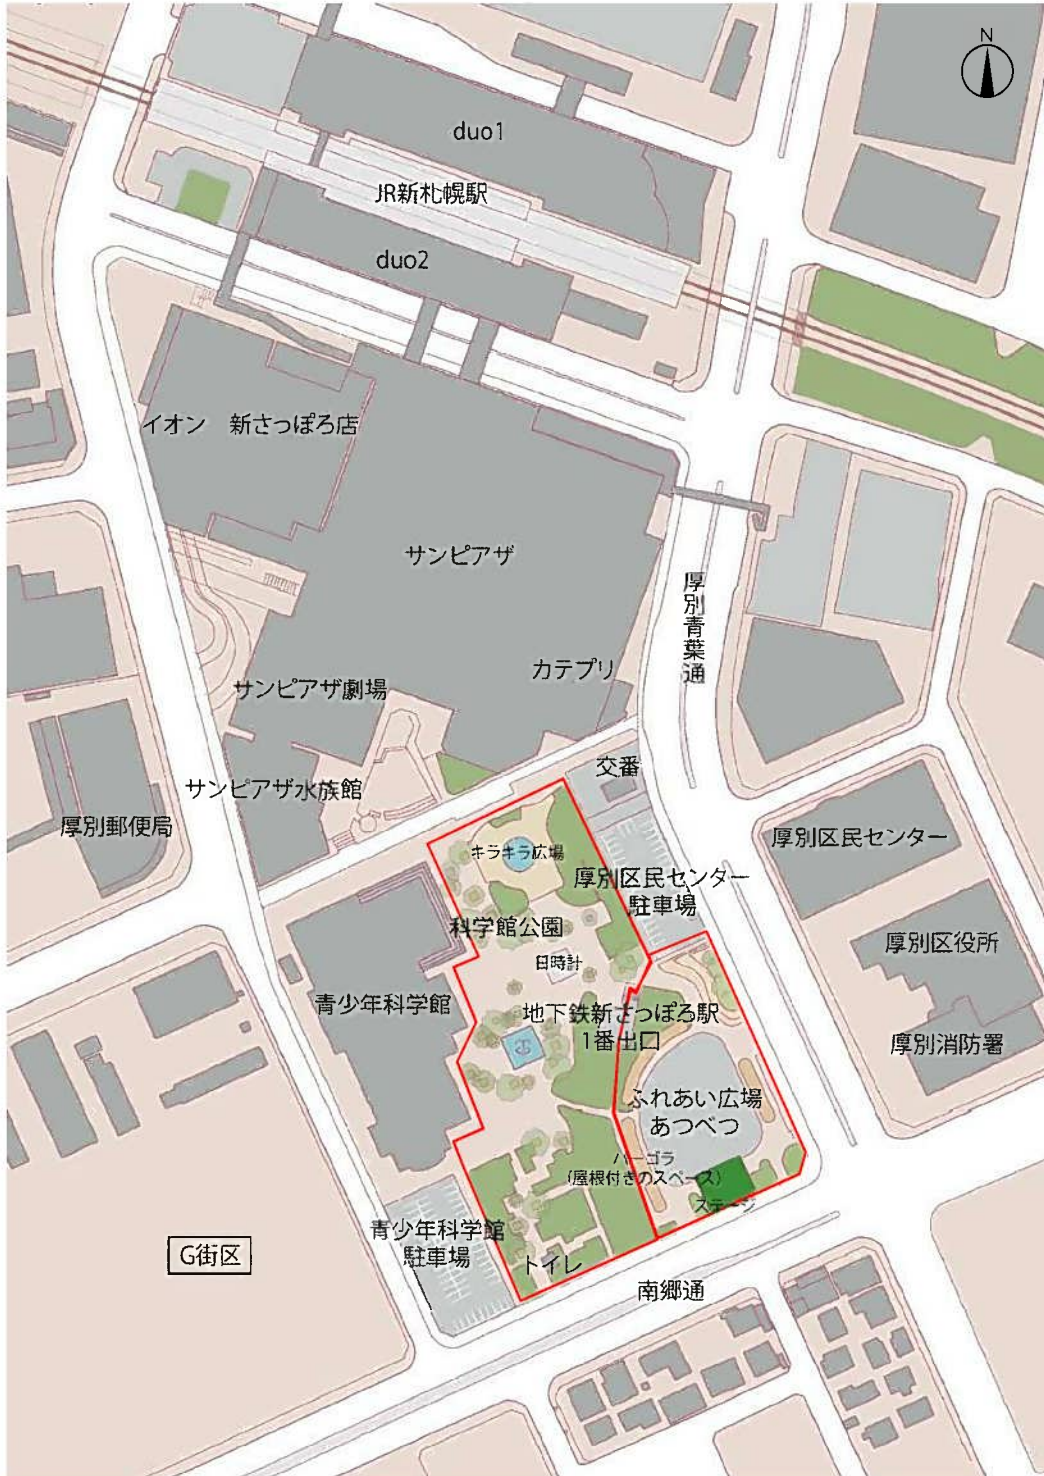 N
duo1
JR新札幌駅
duo2
イオン 新さっぽろ店
サンピアザ
厚別青葉通
カテプリ
サンピアザ劇場
交番
サンピアザ水族館
厚別郵便局
厚別区民センター
キラキラ広場
厚別区民センター
駐車場
科学館公園
厚別区役所
日時計
青少年科学館
地下鉄新さっぽろ駅
1番出口
厚別消防署
ふれあい広場
あつべつ
パーゴラ
(屋根付きのスペース)
ステージ
青少年科学館
駐車場
G街区
トイレ
南郷通